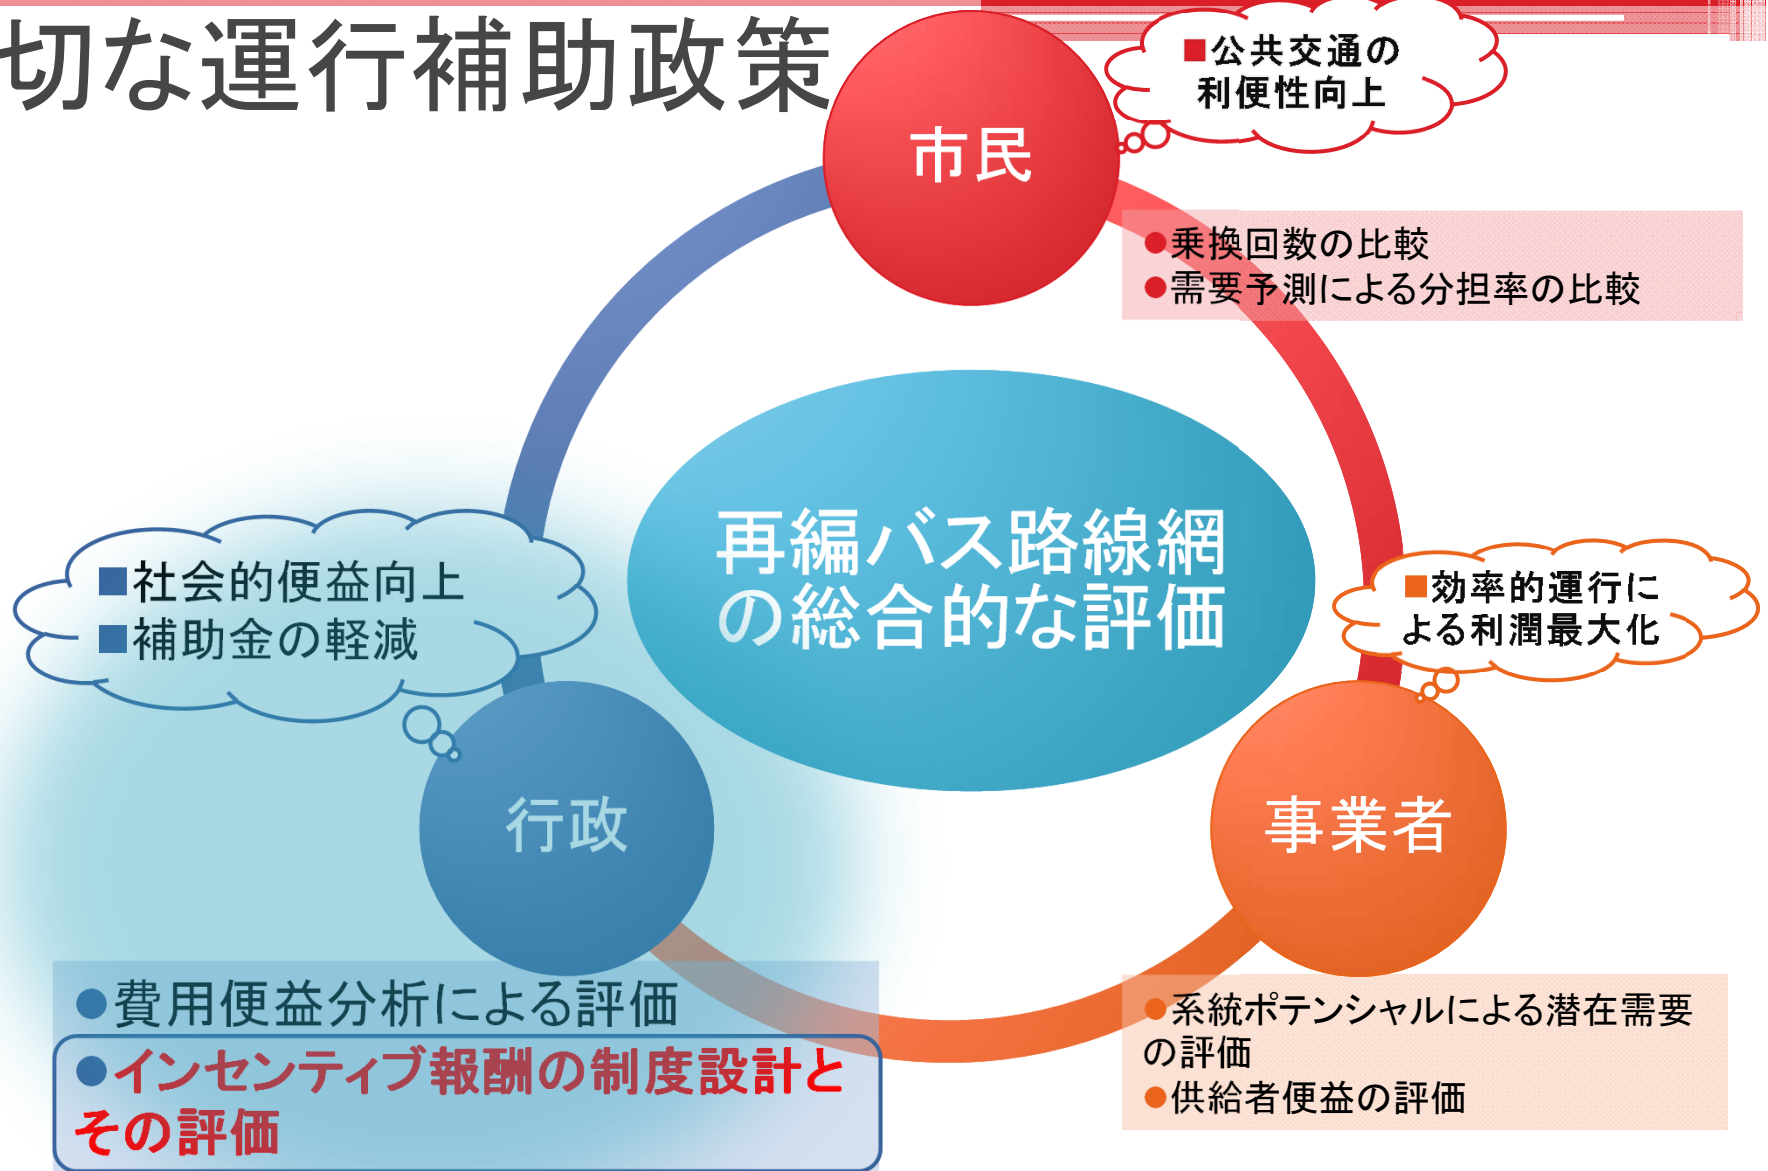 切な運行補助政策
市民
■公共交通の
利便性向上
●乗換回数の比較
●需要予測による分担率の比較
再編バス路線網
の総合的な評価
■社会的便益向上
■補助金の軽減
■効率的運行に
よる利潤最大化
行政
事業者
●費用便益分析による評価
●インセンティブ報酬の制度設計と
その評価
●系統ポテンシャルによる潜在需要
の評価
●供給者便益の評価